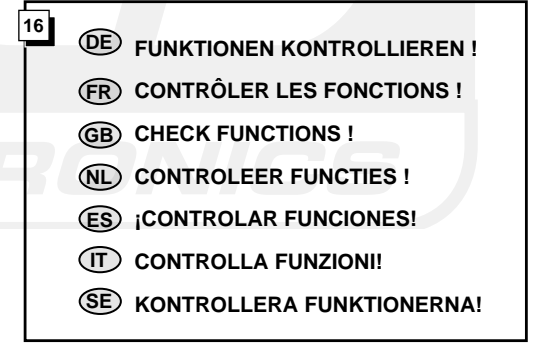 16
DE FUNKTIONEN KONTROLLIEREN !
FR CONTRÔLER LES FONCTIONS !
GB CHECK FUNCTIONS !
NL CONTROLEER FUNCTIES !
ES ¡CONTROLAR FUNCIONES!
IT CONTROLLA FUNZIONI!
SE KONTROLLERA FUNKTIONERNA!
RONICS